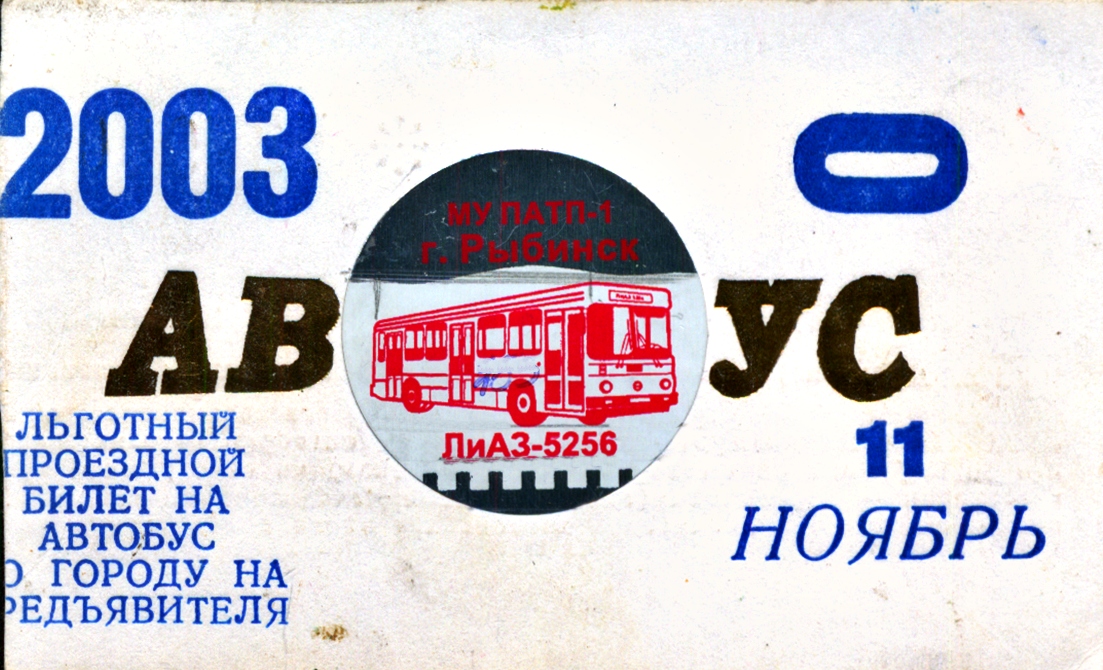 2003
О
МУ ПАТП-1
г. Рыбинск
АВ УС
ЛиАЗ-5256
ЛЬГОТНЫЙ
ПРОЕЗДНОЙ
БИЛЕТ НА
АВТОБУС
О ГОРОДУ НА
РЕДЪЯВИТЕЛЯ
11
НОЯБРЬ